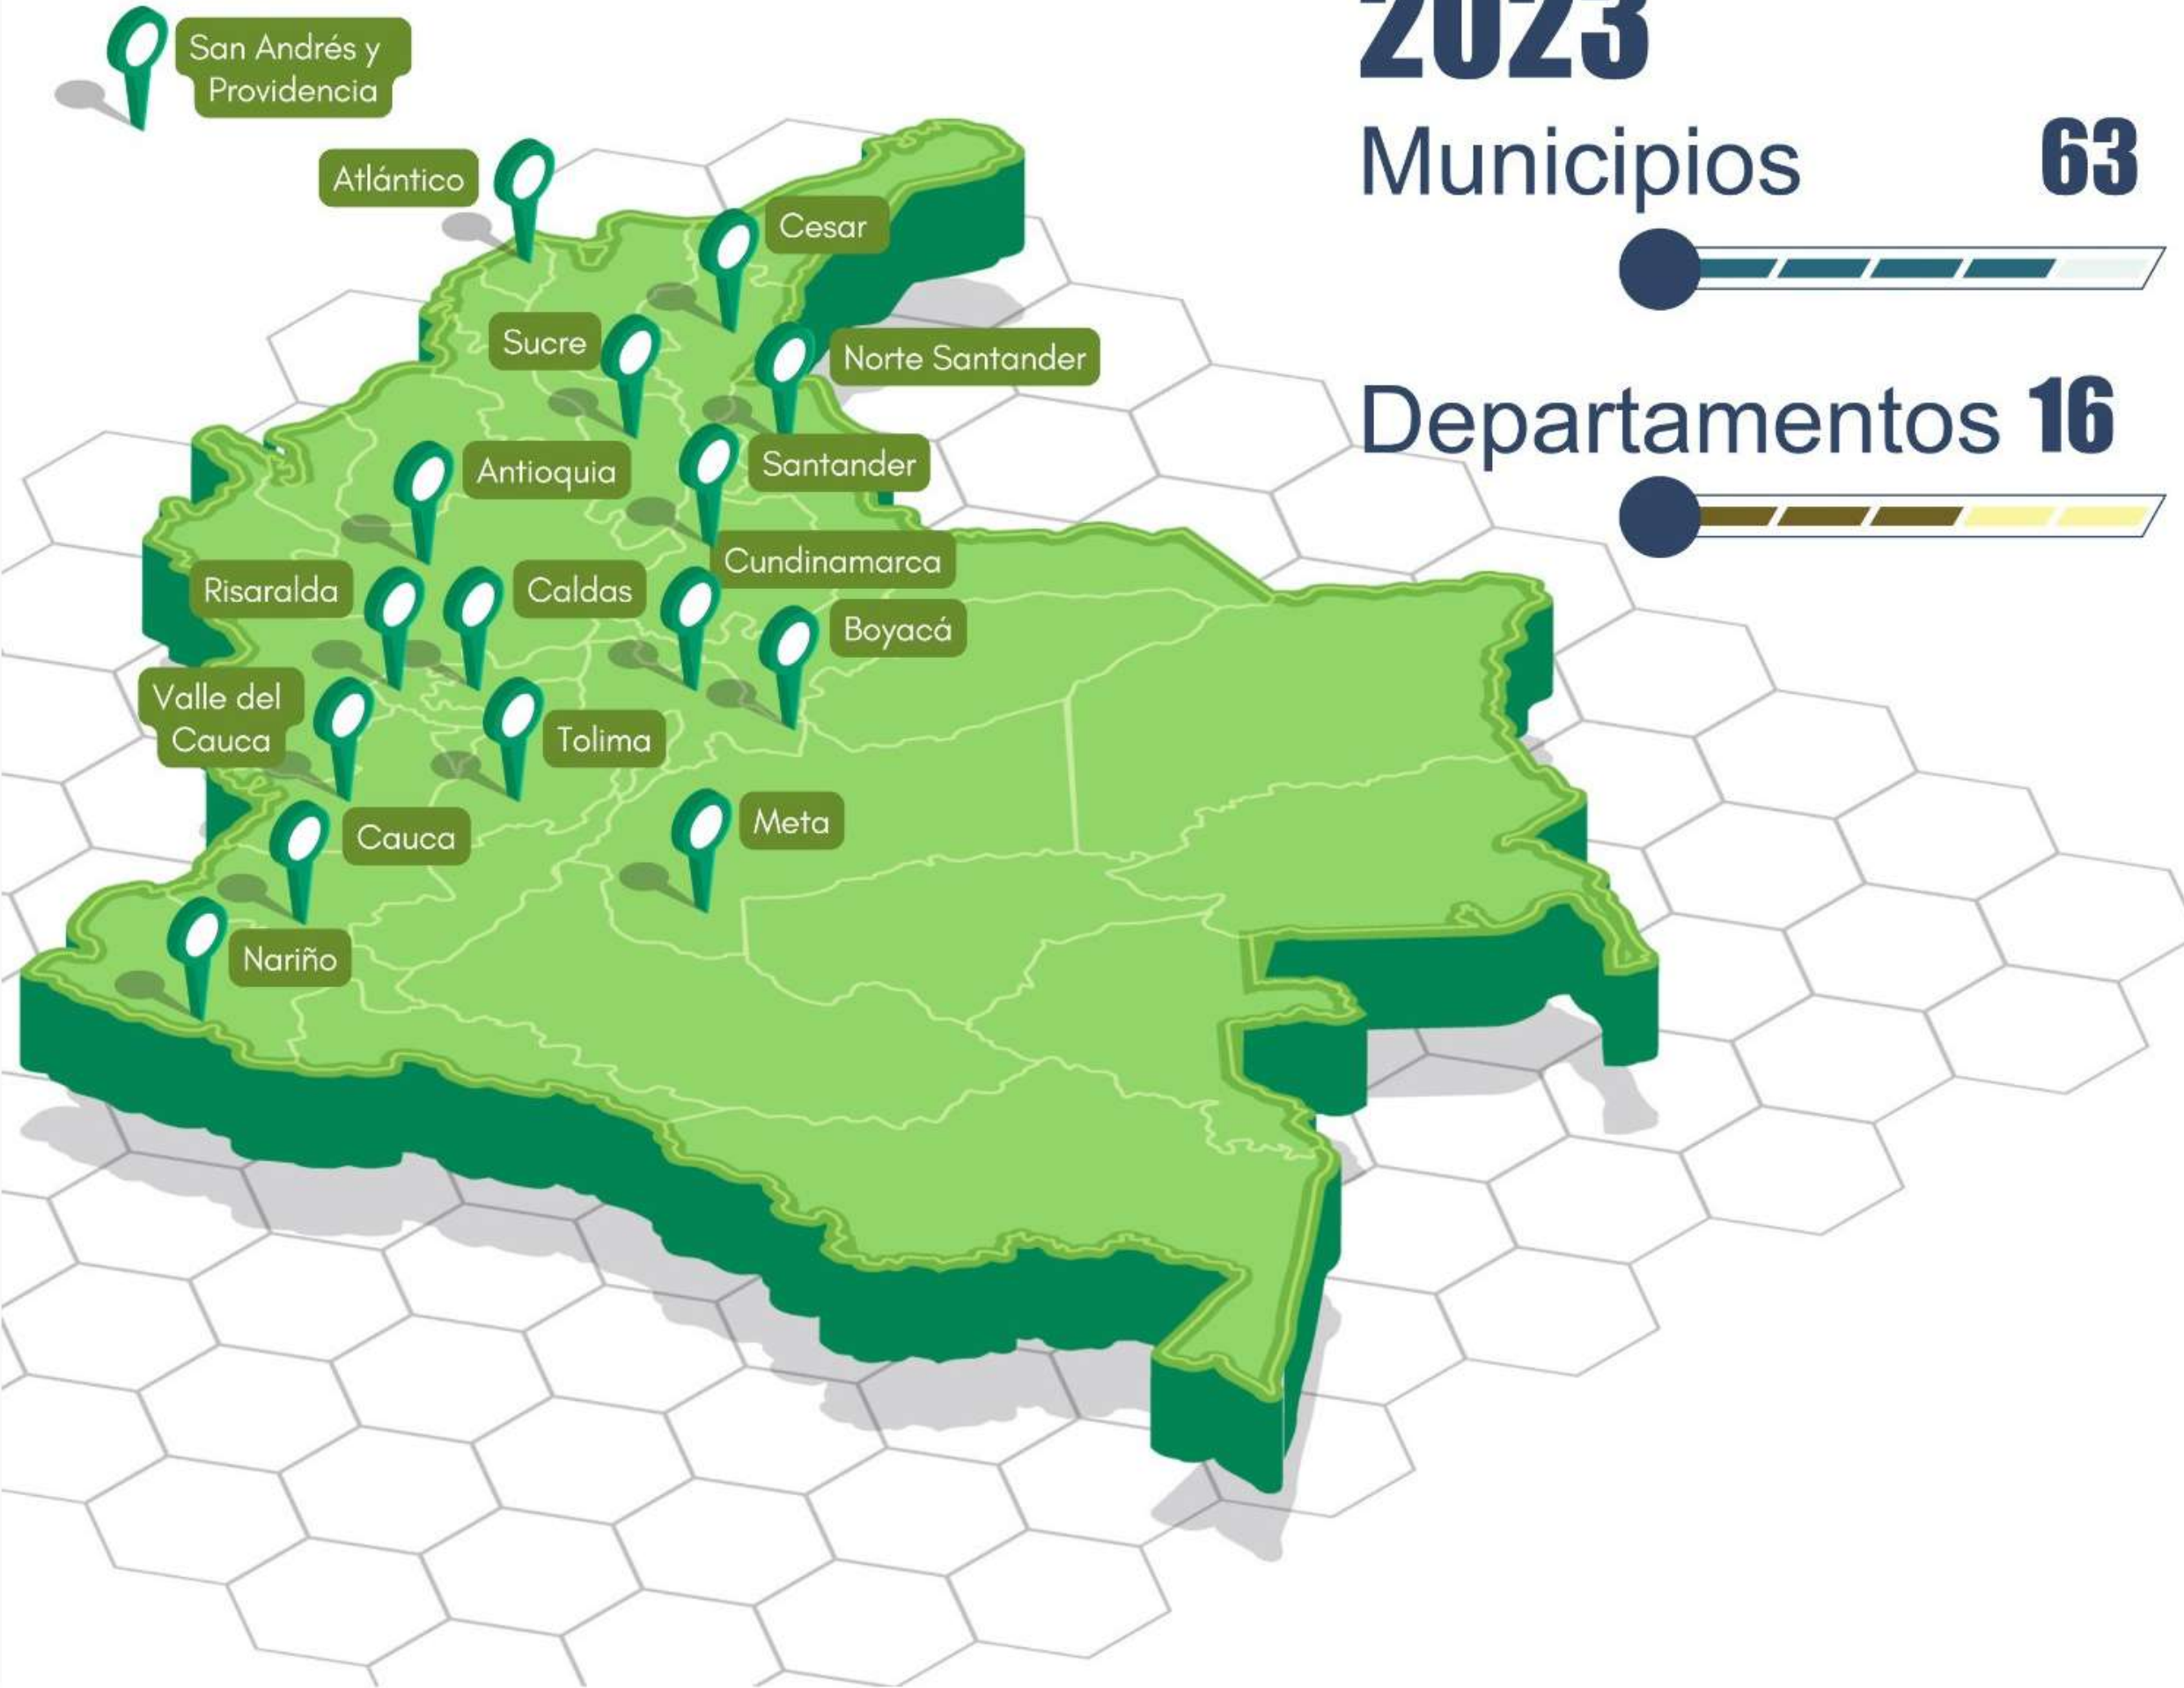 2023
Municipios 63
Departamentos 16
San Andrés y
Providencia
Atlántico
Cesar
Sucre
Norte Santander
Antioquia
Santander
Cundinamarca
Risaralda
Caldas
Boyacá
Valle del
Cauca
Tolima
Cauca
Meta
Nariño